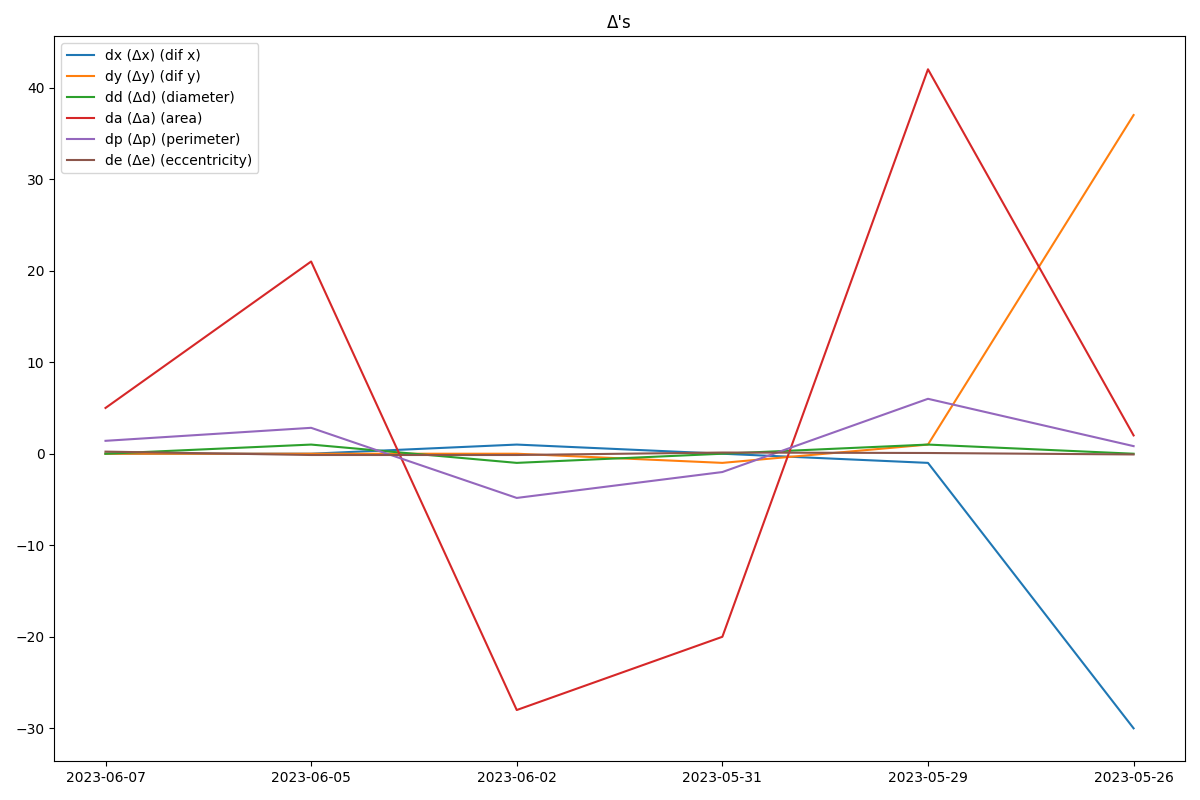 Δ's
dx (Δx) (dif x)
dy (Δy) (dif y)
dd (Δd) (diameter)
da (Δa) (area)
dp (Δp) (perimeter)
de (Δe) (eccentricity)
40
30
20
10
0
−10
−20
−30
2023-06-07 2023-06-05 2023-06-02 2023-05-31 2023-05-29 2023-05-26